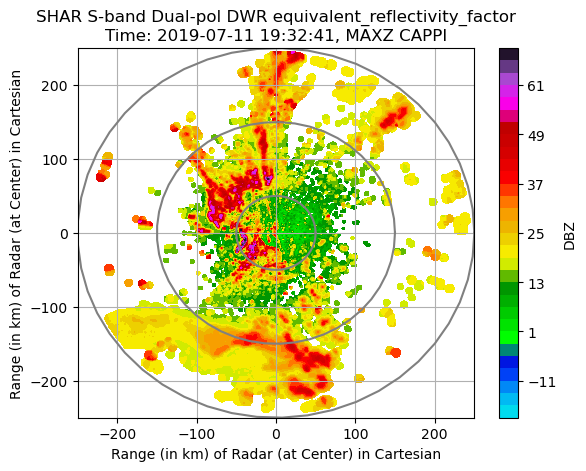 SHAR S-band Dual-pol DWR equivalent_reflectivity_factor
Time: 2019-07-11 19:32:41, MAXZ CAPPI
Range (in km) of Radar (at Center) in Cartesian
200
100
0
−100
−200
−200 −100 0 100 200
Range (in km) of Radar (at Center) in Cartesian
61
49
37
25
13
1
−11
DBZ